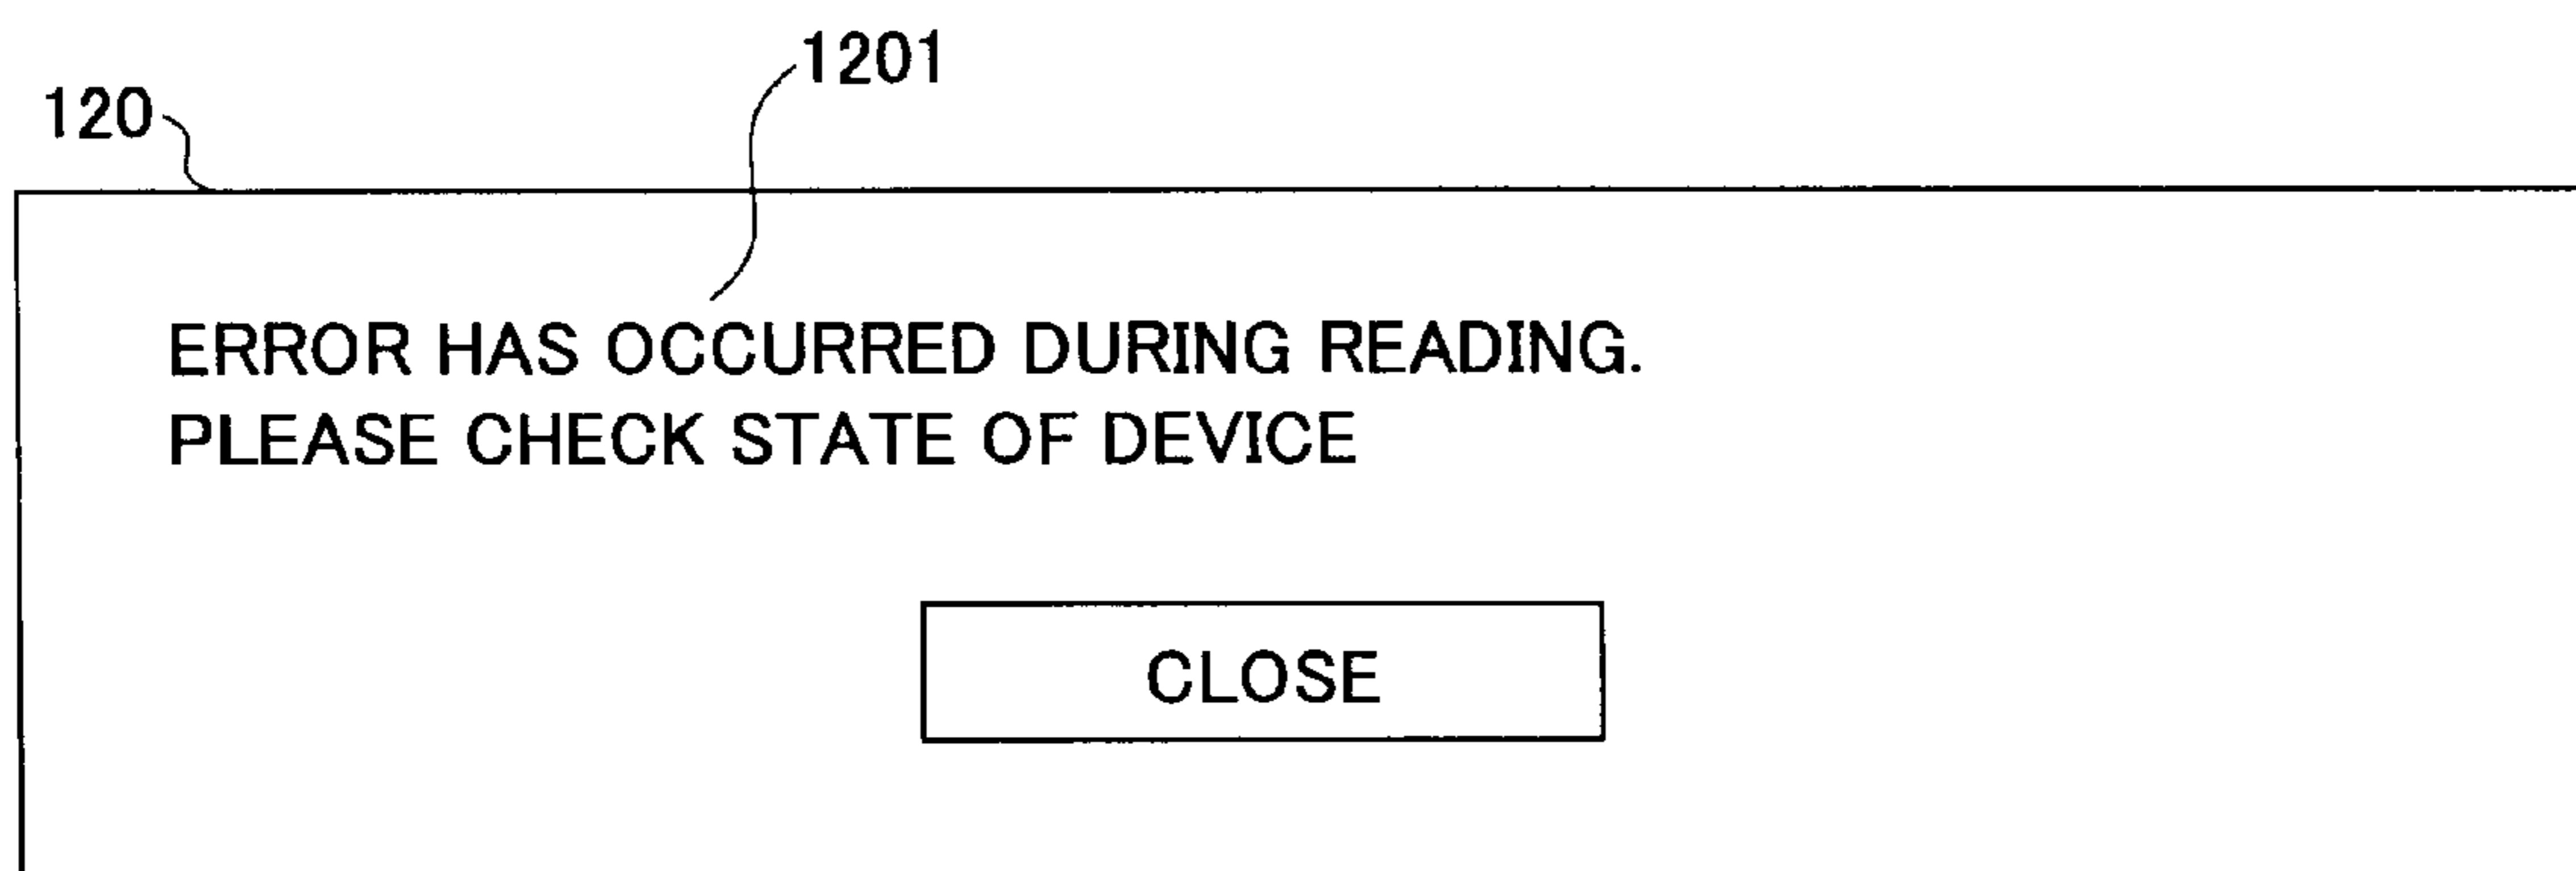 1201
120
ERROR HAS OCCURRED DURING READING.
PLEASE CHECK STATE OF DEVICE
CLOSE